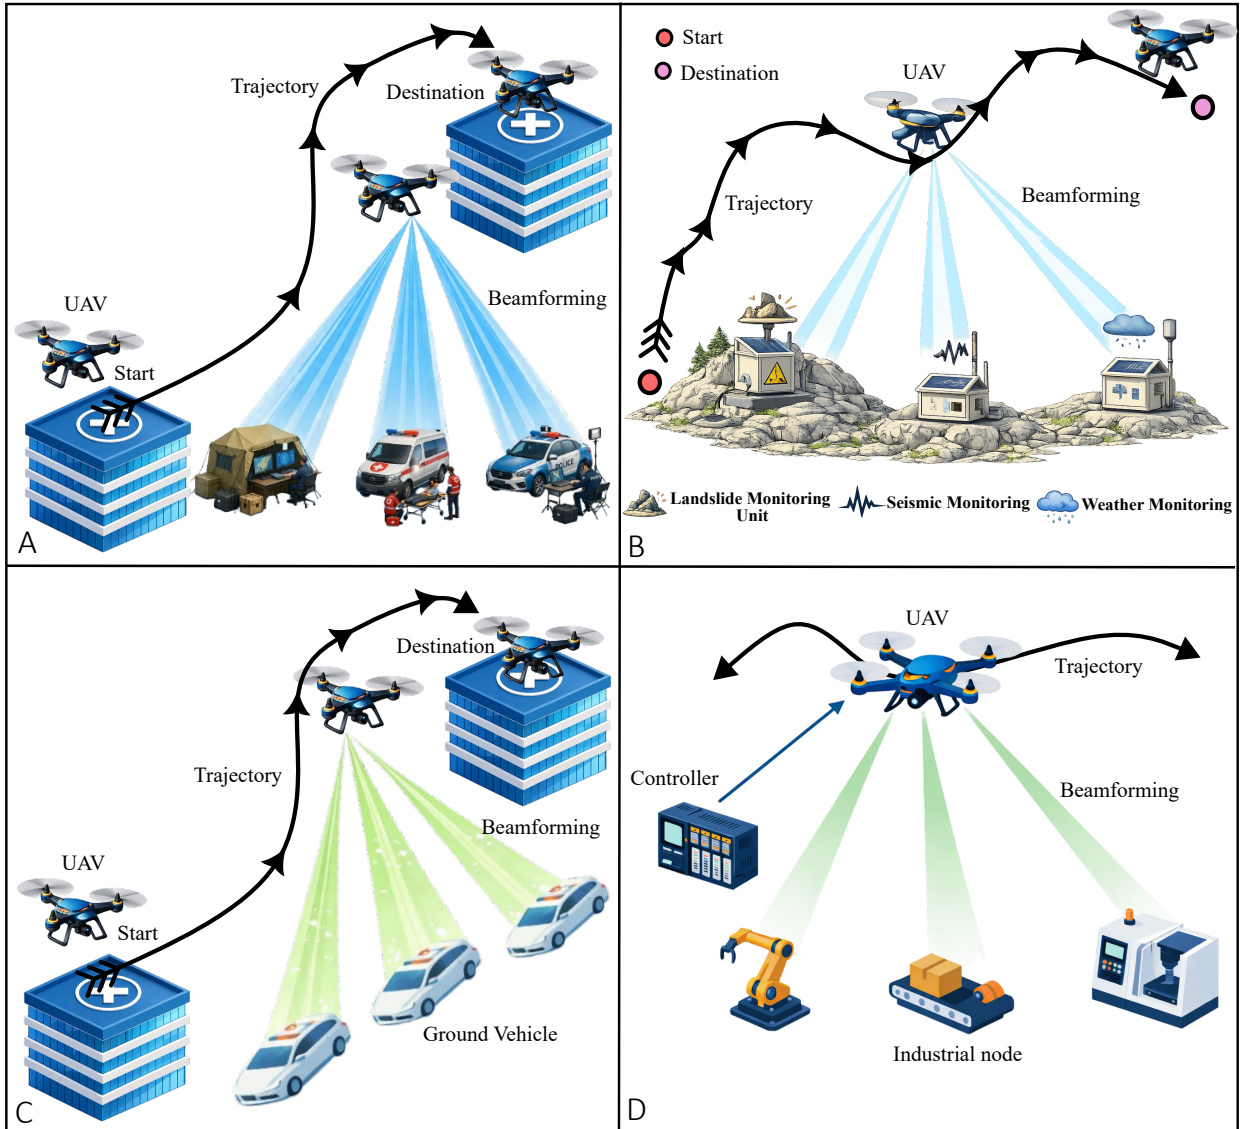 Trajectory
Destination
UAV
Start
Beamforming
POLICE
A
Start
Destination
UAV
Trajectory
Beamforming
Landslide Monitoring
Unit
Seismic Monitoring
Weather Monitoring
B
Destination
Trajectory
Beamforming
UAV
Start
Ground Vehicle
C
UAV
Trajectory
Controller
Beamforming
Industrial node
D